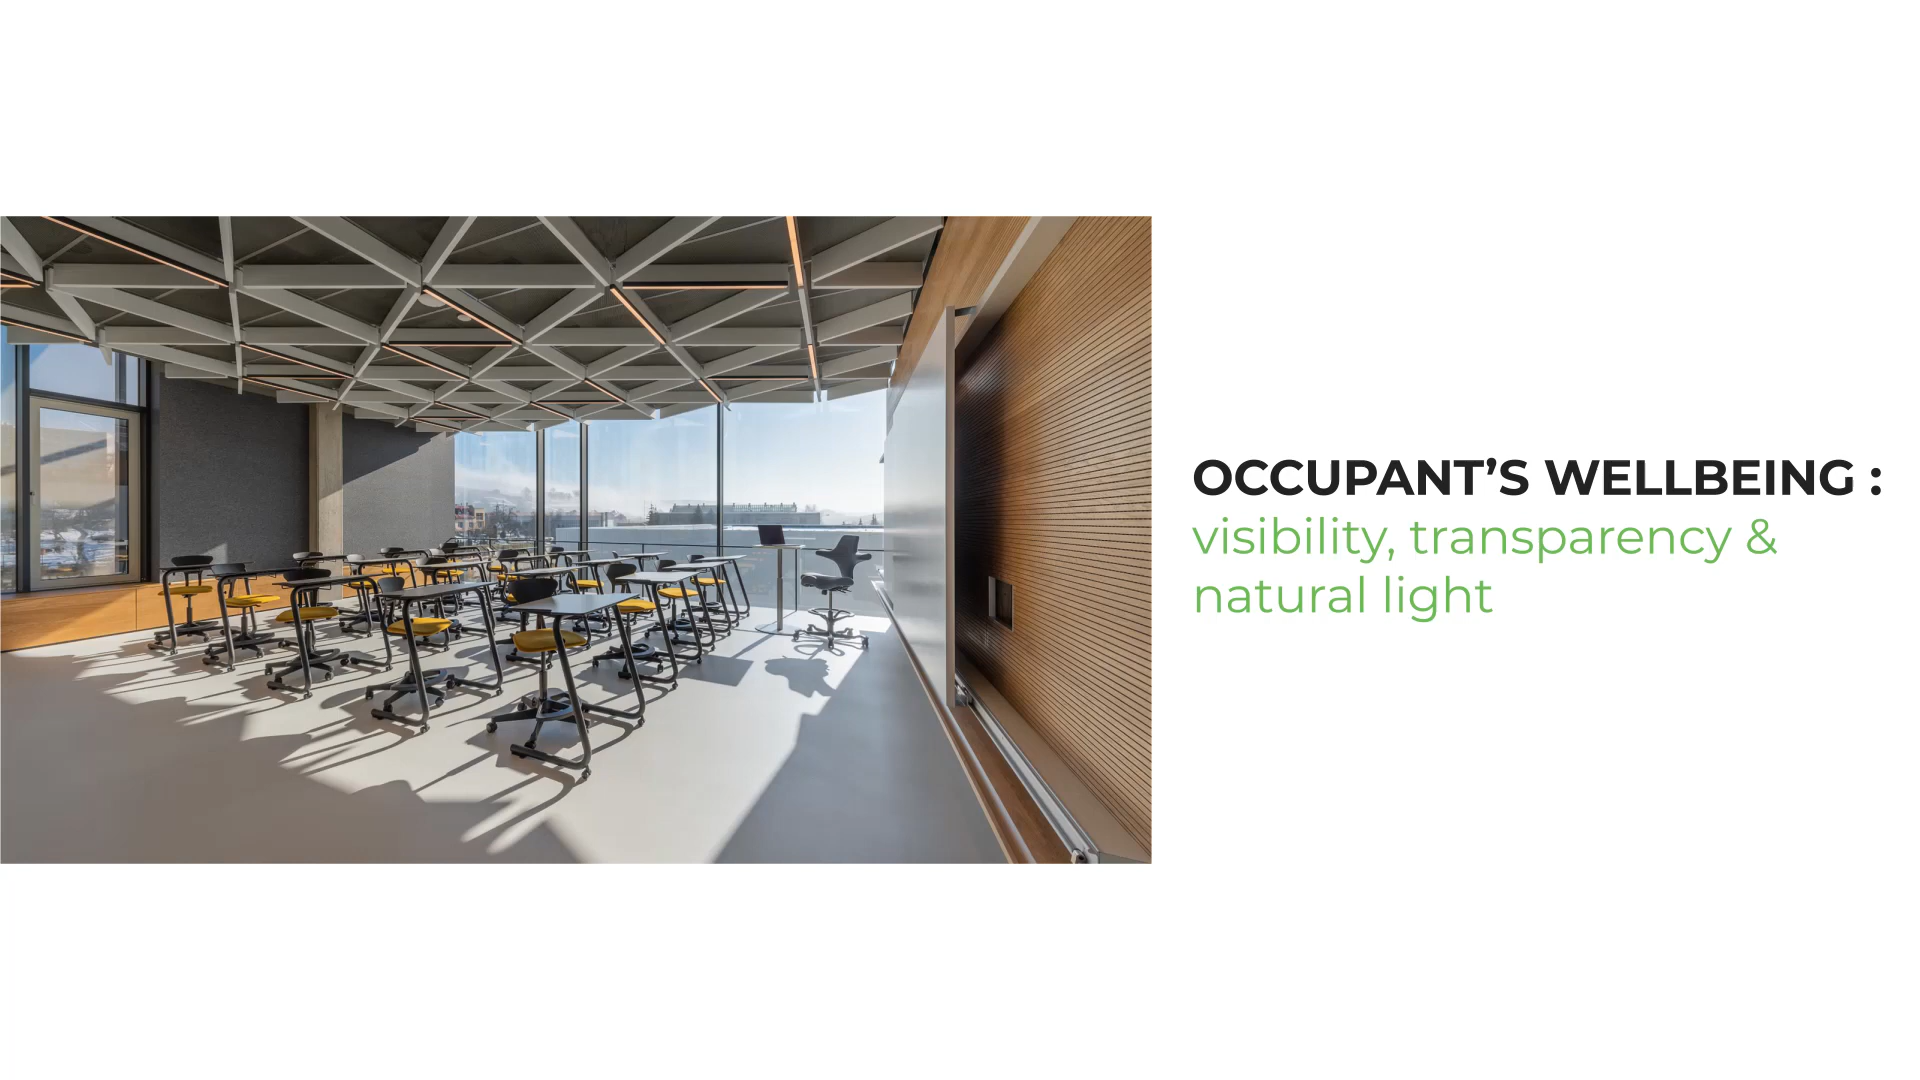 OCCUPANT’S WELLBEING :
visibility, transparency &
natural light